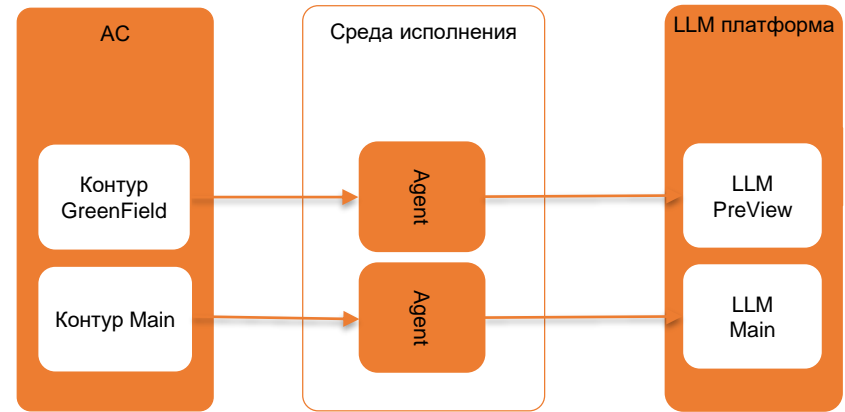 АС
Среда исполнения
LLM платформа
Контур
GreenField
Agent
LLM
PreView
Контур Main
Agent
LLM
Main